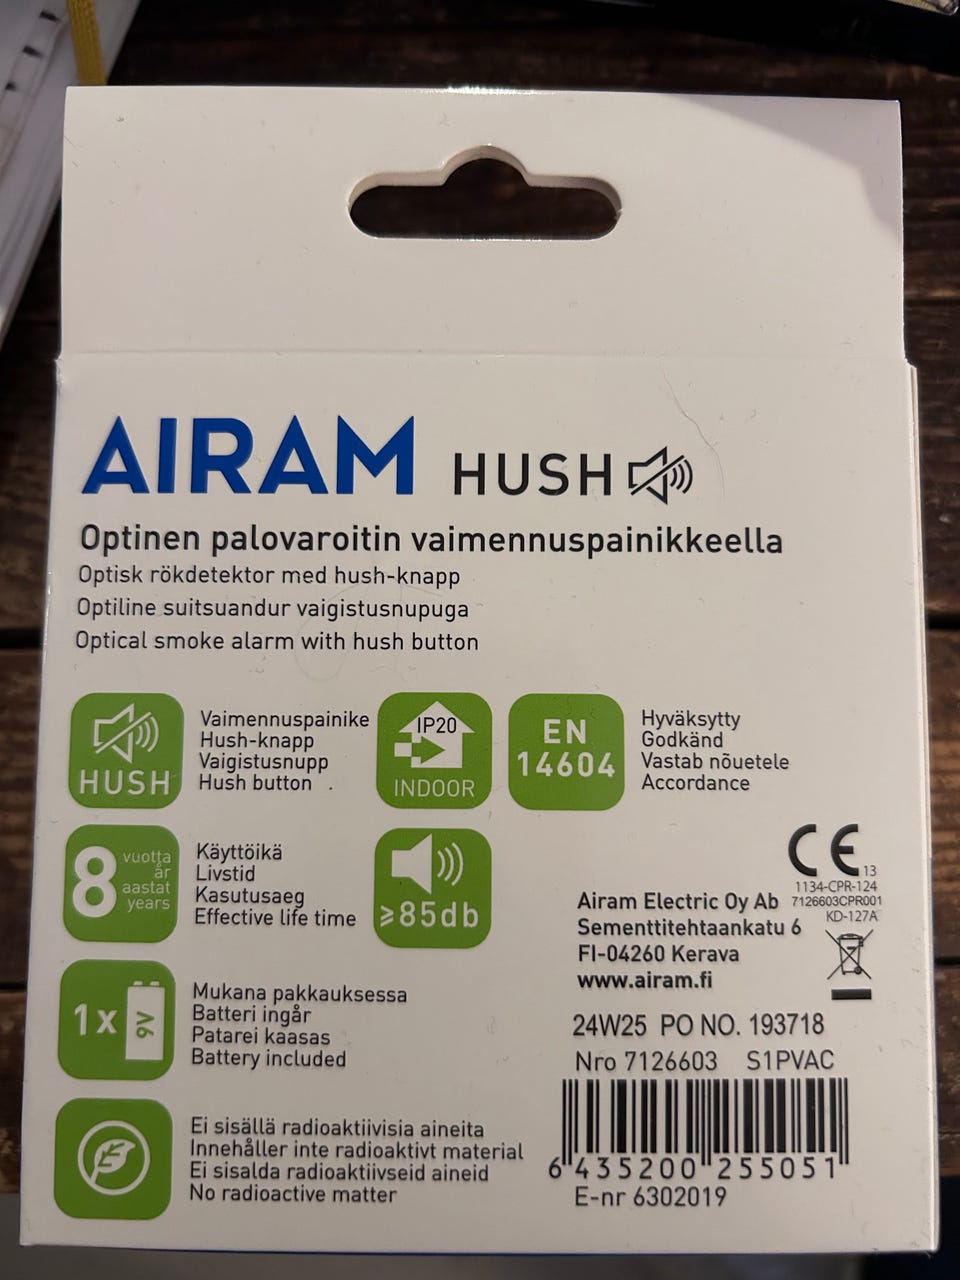 AIRAM HUSH
Optinen palovaroitin vaimennuspainikkeella
Optisk rökdetektor med hush-knapp
Optiline suitsuandur vaigistusnupuga
Optical smoke alarm with hush button
HUSH
Vaimennuspainike
Hush-knapp
Vaigistusnupp
Hush button
IP20
INDOOR
EN
14604
Hyväksytty
Godkänd
Vastab nõuetele
Accordance
8 vuotta
år
aastat
years
Käyttöikä
Livstid
Kasutusaeg
Effective life time
≥85db
CE
13
1134-CPR-124
7126603CPR001
KD-127A
Airam Electric Oy Ab
Sementtitehtaankatu 6
FI-04260 Kerava
www.airam.fi
1x 9V
Mukana pakkauksessa
Batteri ingår
Patarei kaasas
Battery included
24W25 PO NO. 193718
Nro 7126603 S1PVAC
6 435200 255051
E-nr 6302019
Ei sisällä radioaktiivisia aineita
Innehåller inte radioaktivt material
Ei sisalda radioaktiivseid aineid
No radioactive matter